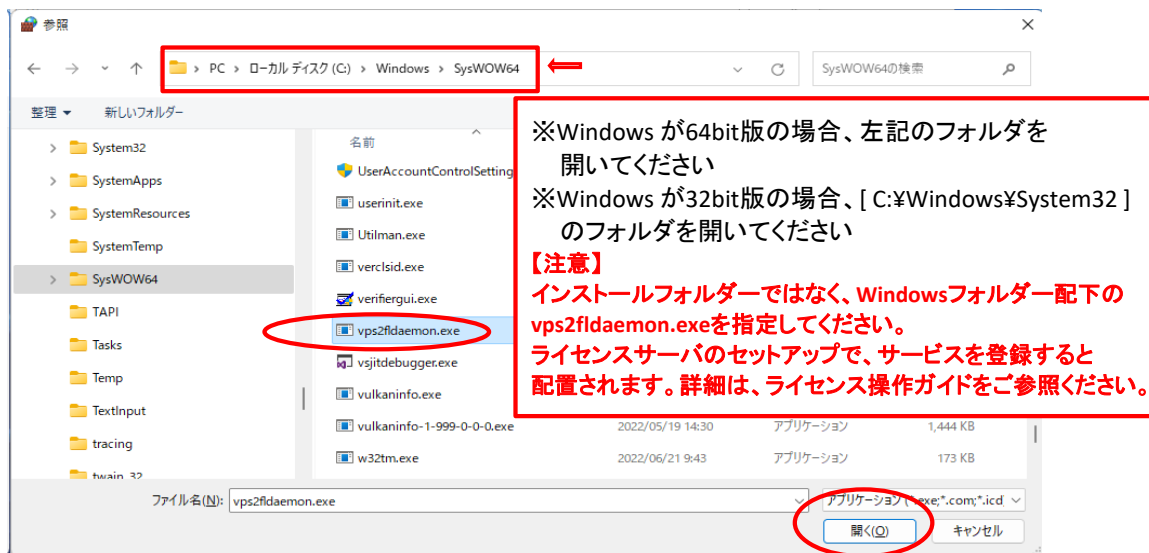 参照
PC › ローカル ディスク (C:) › Windows › SysWOW64
SysWOW64の検索
整理 ▼ 新しいフォルダー
System32
SystemApps
SystemResources
SystemTemp
SysWOW64
TAPI
Tasks
Temp
TextInput
tracing
twain_32
名前
UserAccountControlSetting
userinit.exe
Utilman.exe
verclsid.exe
verifiergui.exe
vps2fldaemon.exe
vsjitdebugger.exe
vulkaninfo.exe
vulkaninfo-1-999-0-0-0.exe 2022/05/19 14:30 アプリケーション 1,444 KB
w32tm.exe 2022/06/21 9:43 アプリケーション 173 KB
※Windows が64bit版の場合、左記のフォルダを
開いてください
※Windows が32bit版の場合、[ C:¥Windows¥System32 ]
のフォルダを開いてください
【注意】
インストールフォルダーではなく、Windowsフォルダー配下の
vps2fldaemon.exeを指定してください。
ライセンスサーバのセットアップで、サービスを登録すると
配置されます。詳細は、ライセンス操作ガイドをご参照ください。
ファイル名(N): vps2fldaemon.exe
アプリケーション (*.exe;*.com;*.icd
開く(O) キャンセル